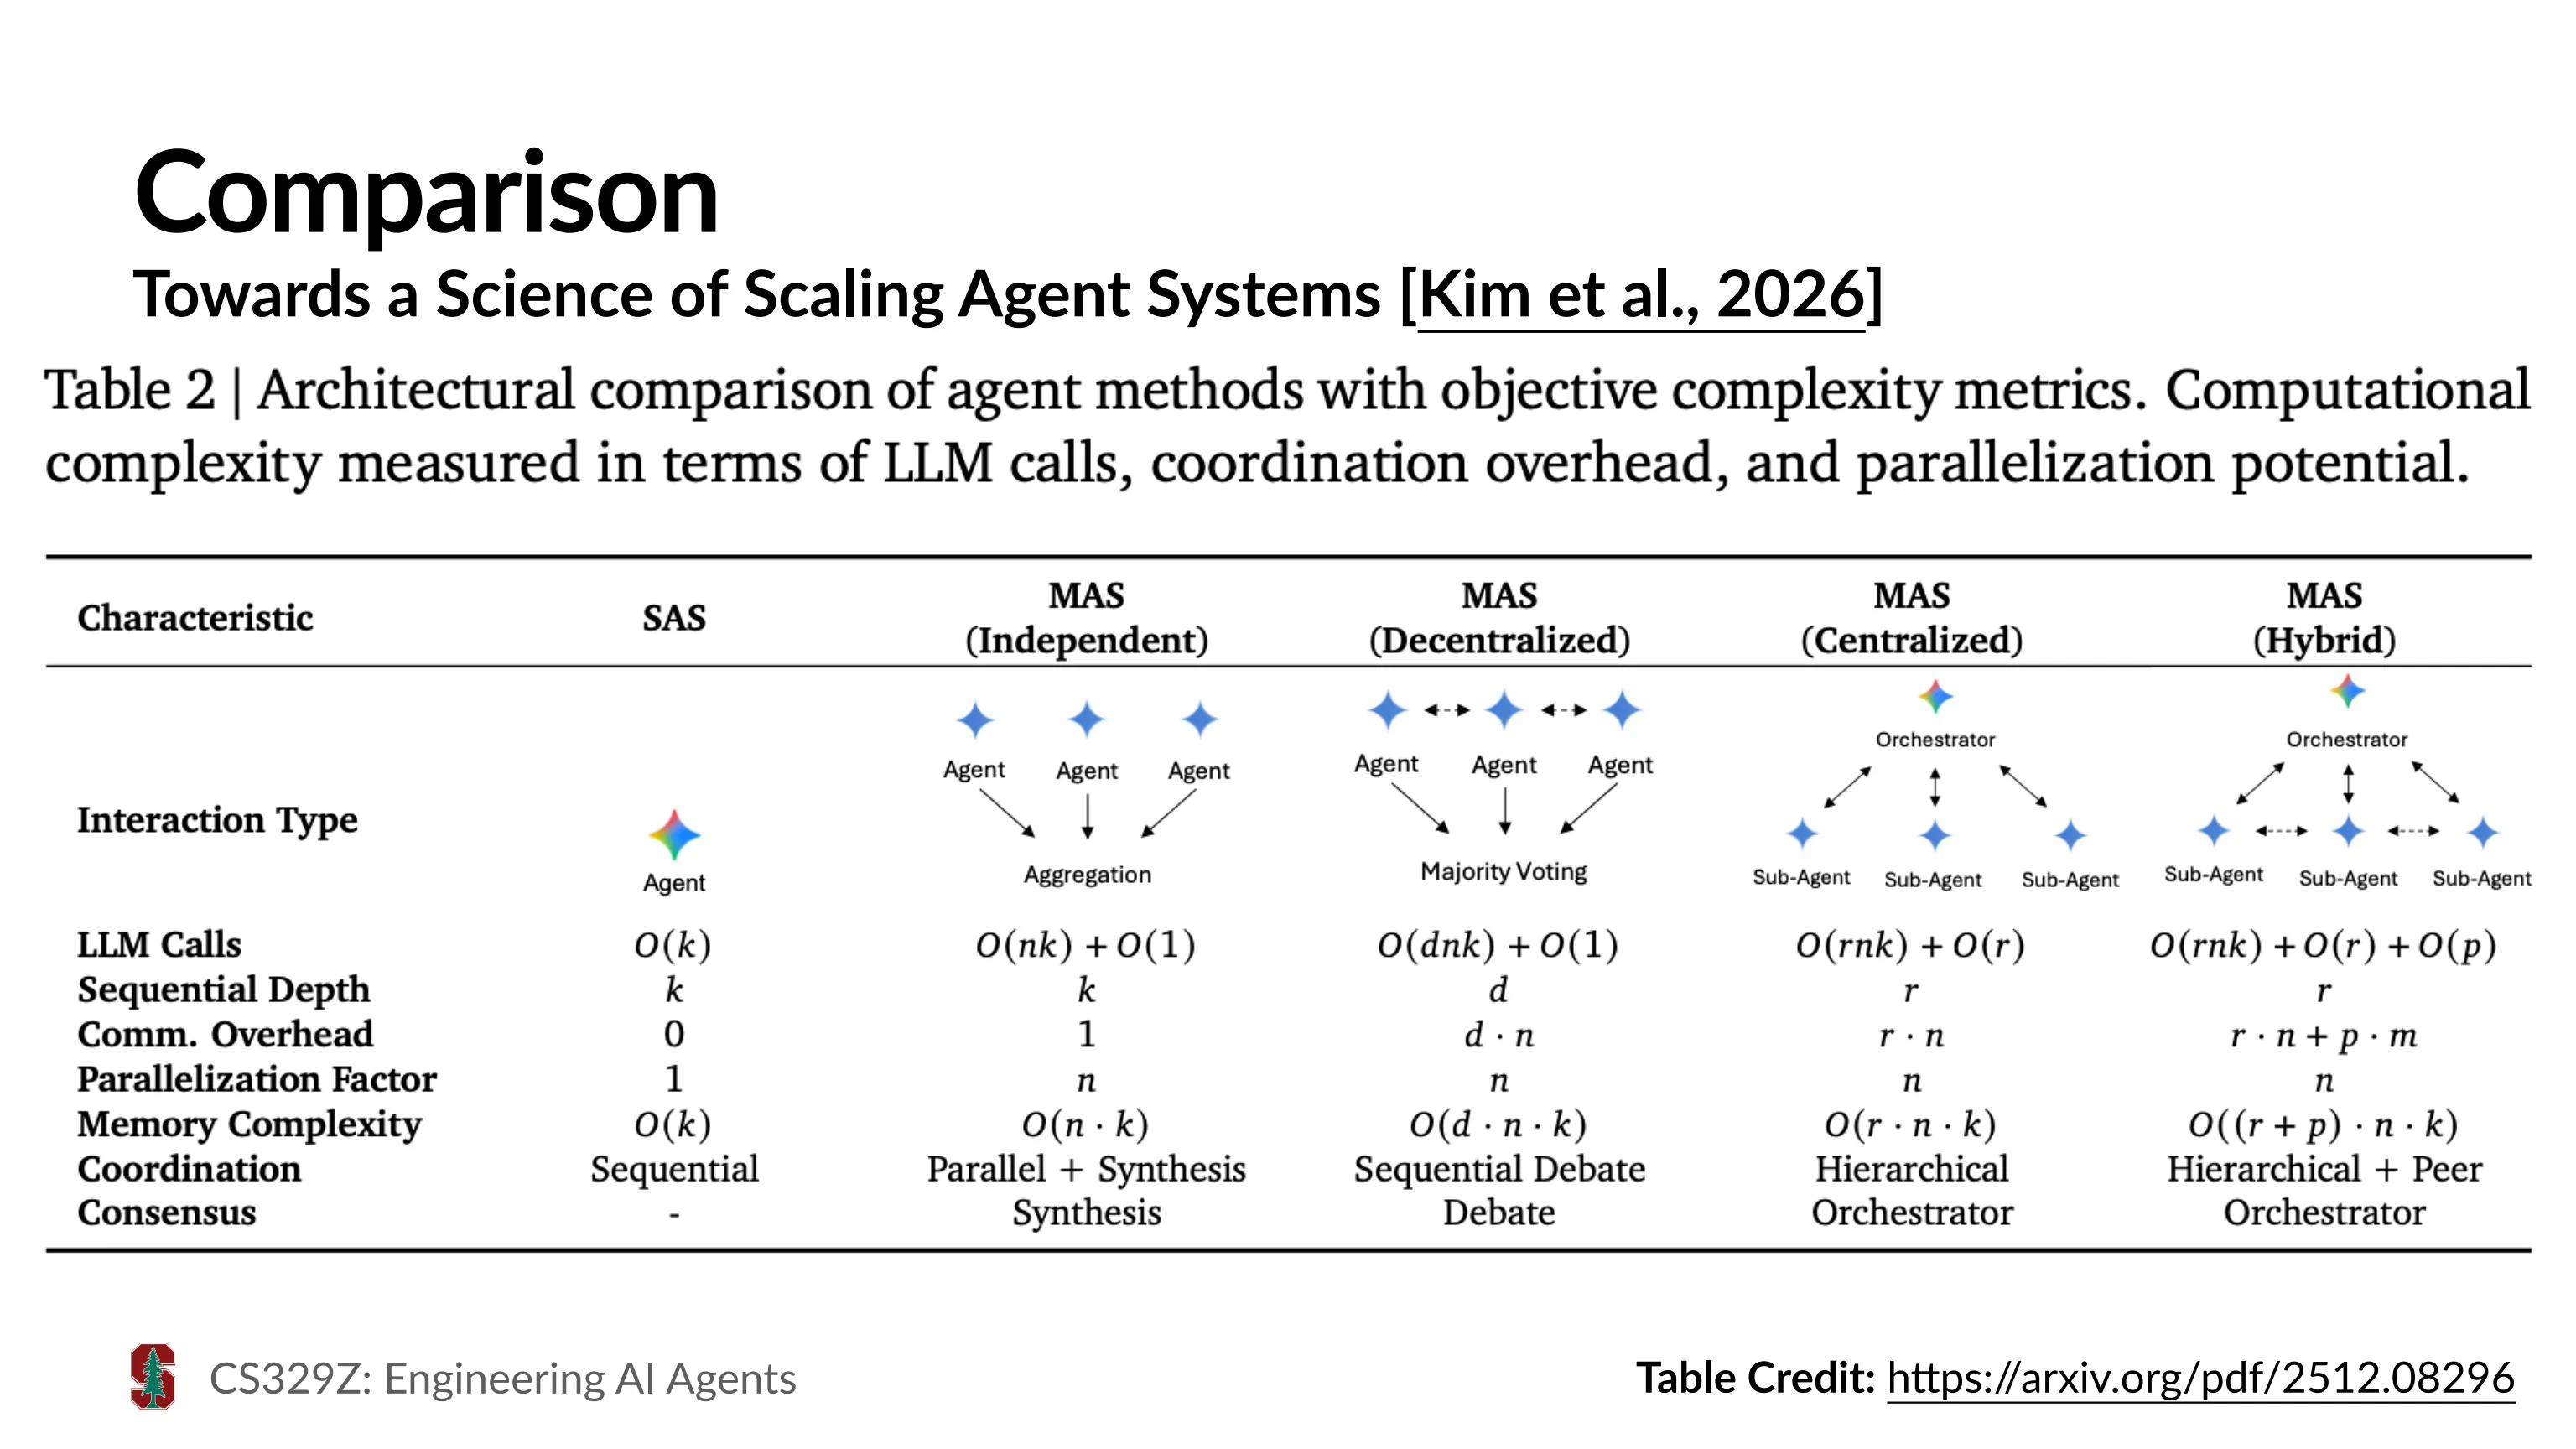 Comparison
Towards a Science of Scaling Agent Systems [Kim et al., 2026]
Table 2 | Architectural comparison of agent methods with objective complexity metrics. Computational
complexity measured in terms of LLM calls, coordination overhead, and parallelization potential.
Characteristic SAS MAS (Independent) MAS (Decentralized) MAS (Centralized) MAS (Hybrid)
Interaction Type
Agent
Agent Agent Agent
Aggregation
Agent Agent Agent
Majority Voting
Orchestrator
Sub-Agent Sub-Agent Sub-Agent
Orchestrator
Sub-Agent Sub-Agent Sub-Agent
LLM Calls O(k) O(nk) + O(1) O(dnk) + O(1) O(rnk) + O(r) O(rnk) + O(r) + O(p)
Sequential Depth k k d r r
Comm. Overhead 0 1 d · n r · n r · n + p · m
Parallelization Factor 1 n n n n
Memory Complexity O(k) O(n · k) O(d · n · k) O(r · n · k) O((r + p) · n · k)
Coordination Sequential Parallel + Synthesis Sequential Debate Hierarchical Hierarchical + Peer
Consensus - Synthesis Debate Orchestrator Orchestrator
CS329Z: Engineering AI Agents
Table Credit: https://arxiv.org/pdf/2512.08296